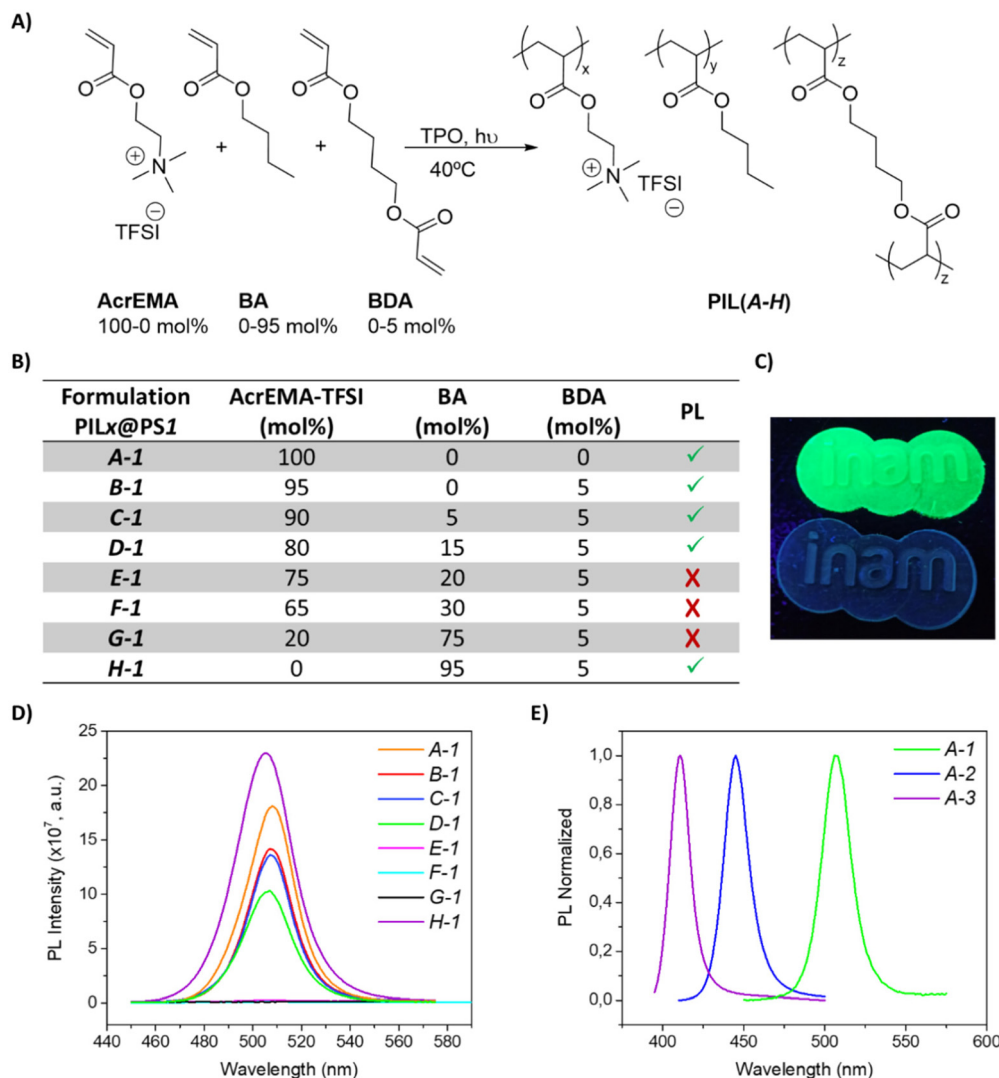 A)
O
O
O
O
O
O
O
O
N
TFSI
+
+
TPO, hυ
40ºC
x
y
z
z
O
O
O
O
O
O
O
O
N
TFSI
AcrEMA
100-0 mol%
BA
0-95 mol%
BDA
0-5 mol%
PIL(A-H)
B)
Formulation PILx@PS1 AcrEMA-TFSI (mol%) BA (mol%) BDA (mol%) PL
A-1 100 0 0 ✓
B-1 95 0 5 ✓
C-1 90 5 5 ✓
D-1 80 15 5 ✓
E-1 75 20 5 X
F-1 65 30 5 X
G-1 20 75 5 X
H-1 0 95 5 ✓
C)
inam
inam
D)
PL Intensity (x10⁷, a.u.)
25
20
15
10
5
0
440 460 480 500 520 540 560 580
Wavelength (nm)
A-1
B-1
C-1
D-1
E-1
F-1
G-1
H-1
E)
PL Normalized
1,0
0,8
0,6
0,4
0,2
0,0
400 450 500 550 600
Wavelength (nm)
A-1
A-2
A-3